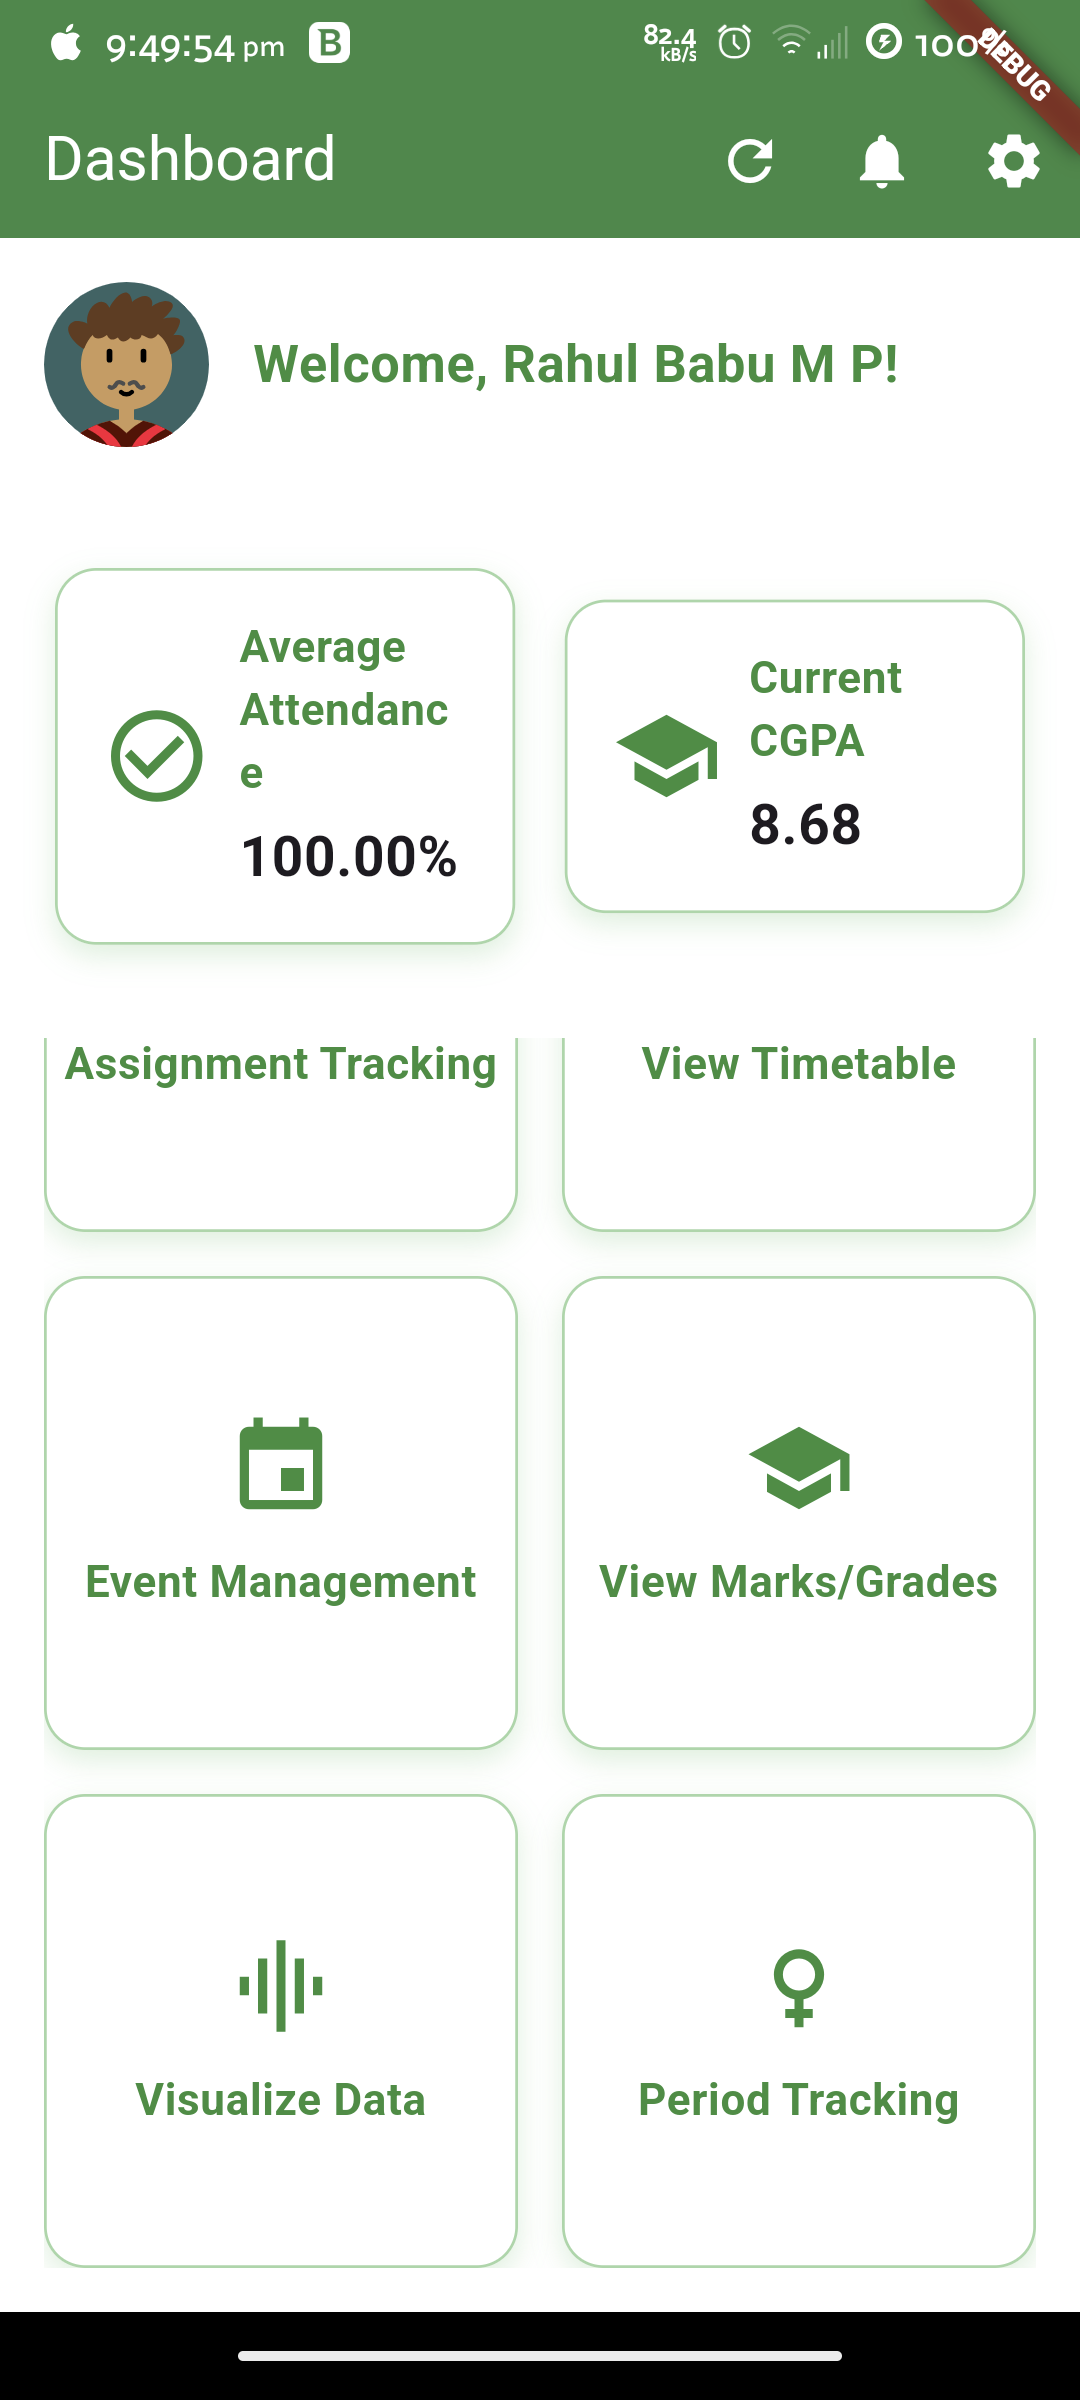 9:49:54 pm B 82.4 kB/s 100%
DEBUG
Dashboard
Welcome, Rahul Babu M P!
Average
Attendanc
e
100.00%
Current
CGPA
8.68
Assignment Tracking
View Timetable
Event Management
View Marks/Grades
Visualize Data
Period Tracking